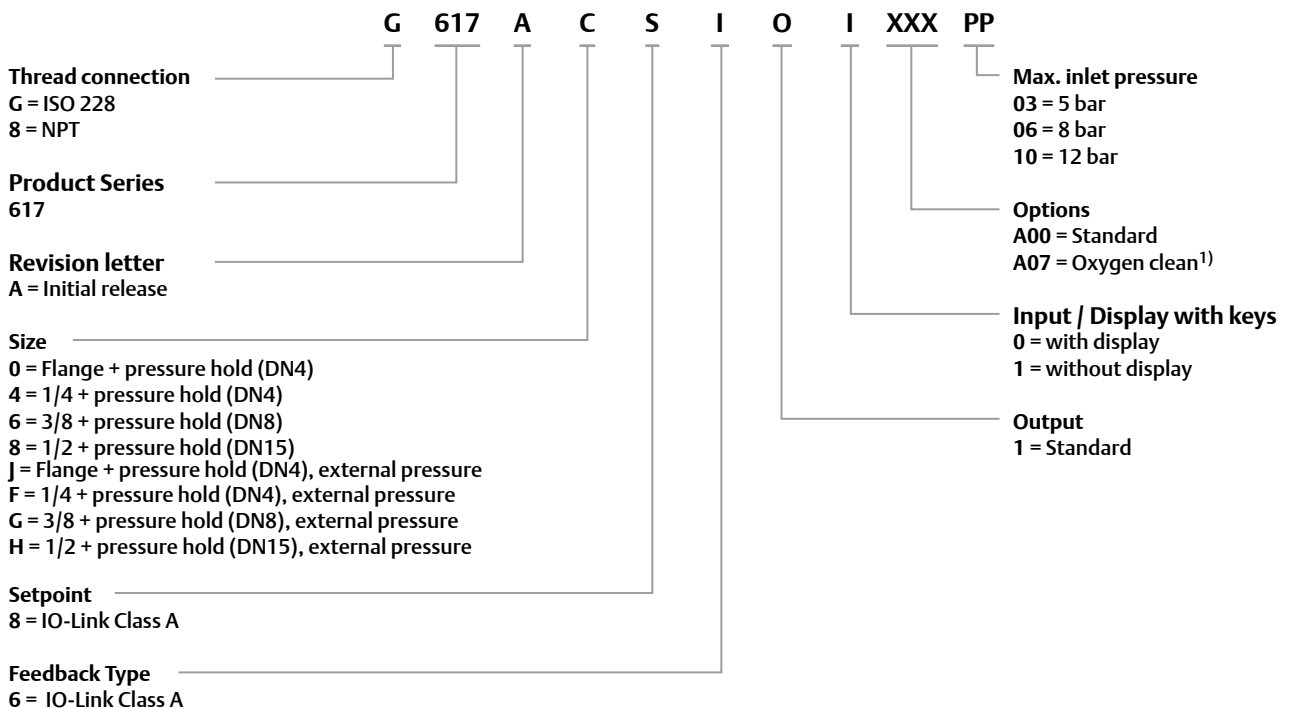 G 617 A C S I O I XXX PP
Thread connection
G = ISO 228
8 = NPT
Product Series
617
Revision letter
A = Initial release
Size
0 = Flange + pressure hold (DN4)
4 = 1/4 + pressure hold (DN4)
6 = 3/8 + pressure hold (DN8)
8 = 1/2 + pressure hold (DN15)
J = Flange + pressure hold (DN4), external pressure
F = 1/4 + pressure hold (DN4), external pressure
G = 3/8 + pressure hold (DN8), external pressure
H = 1/2 + pressure hold (DN15), external pressure
Setpoint
8 = IO-Link Class A
Feedback Type
6 = IO-Link Class A
Max. inlet pressure
03 = 5 bar
06 = 8 bar
10 = 12 bar
Options
A00 = Standard
A07 = Oxygen clean1)
Input / Display with keys
0 = with display
1 = without display
Output
1 = Standard